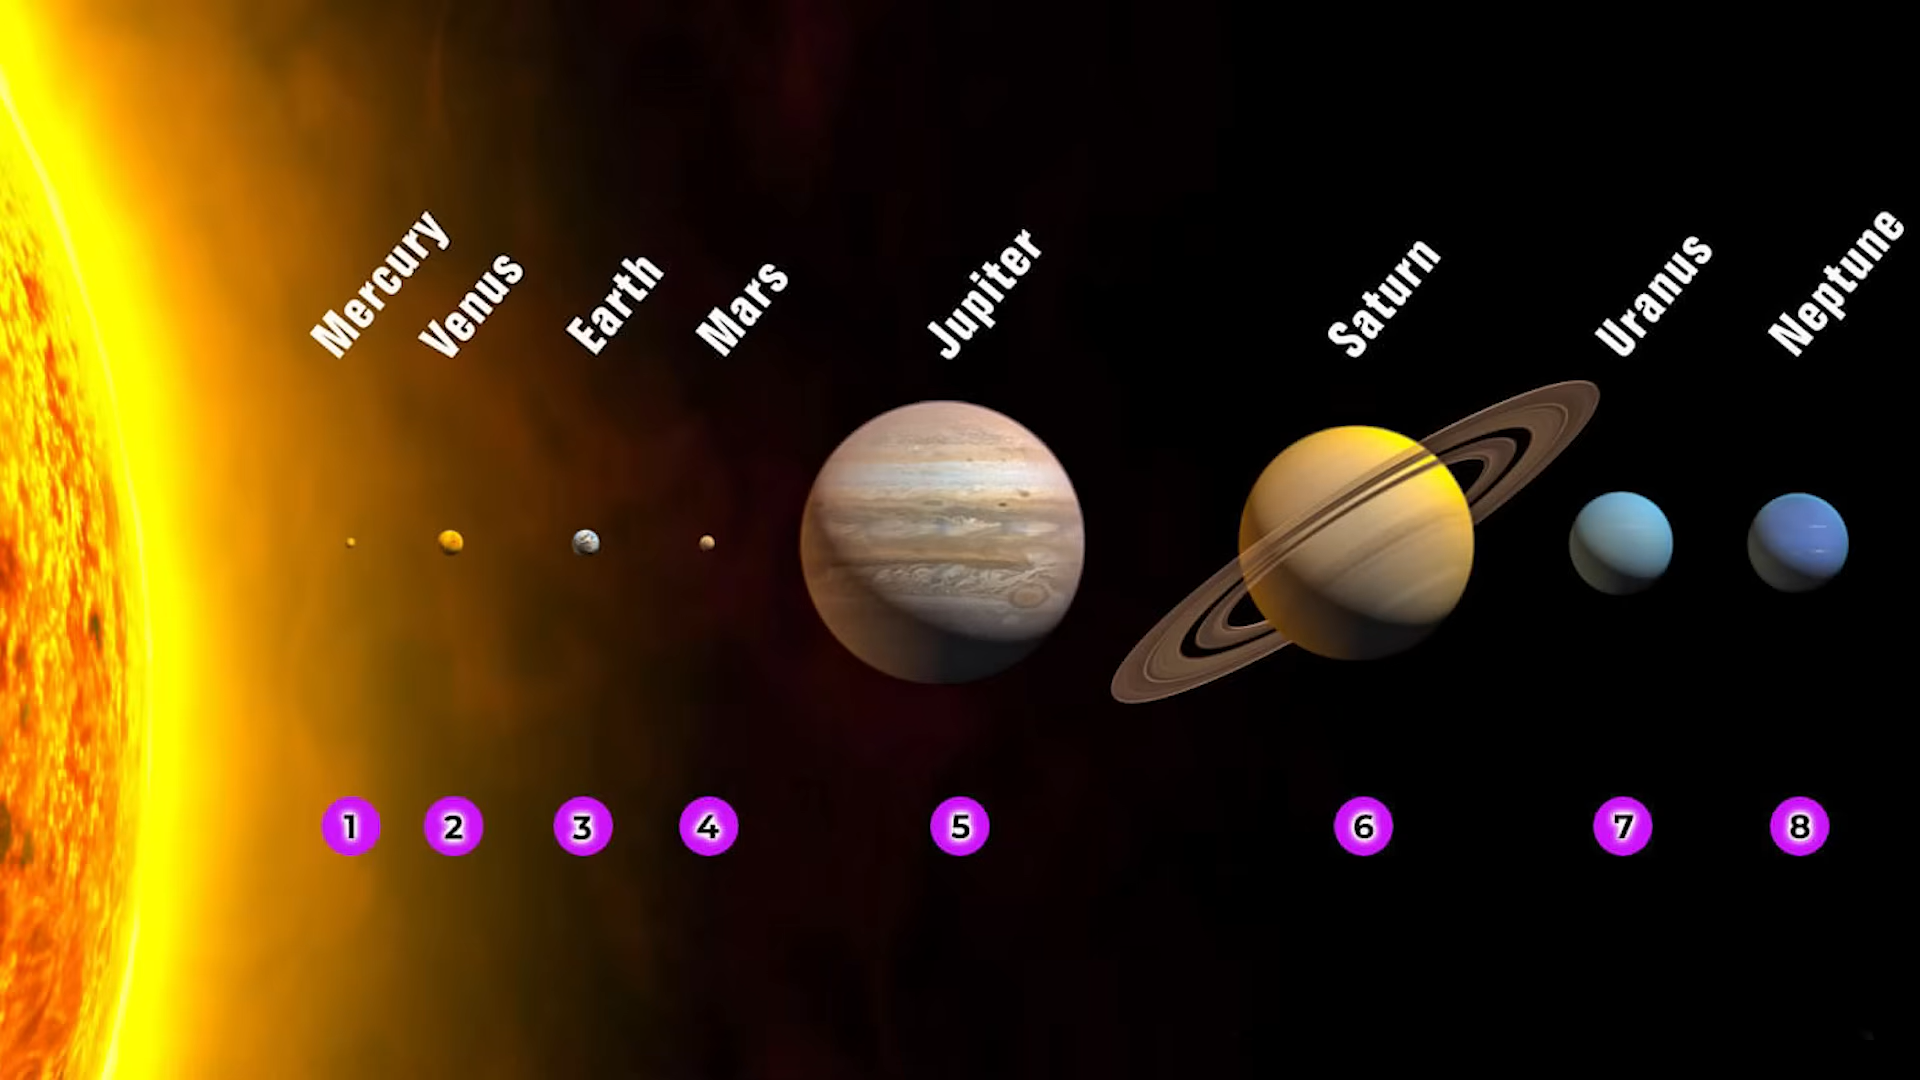 Mercury
Venus
Earth
Mars
Jupiter
Saturn
Uranus
Neptune
1
2
3
4
5
6
7
8